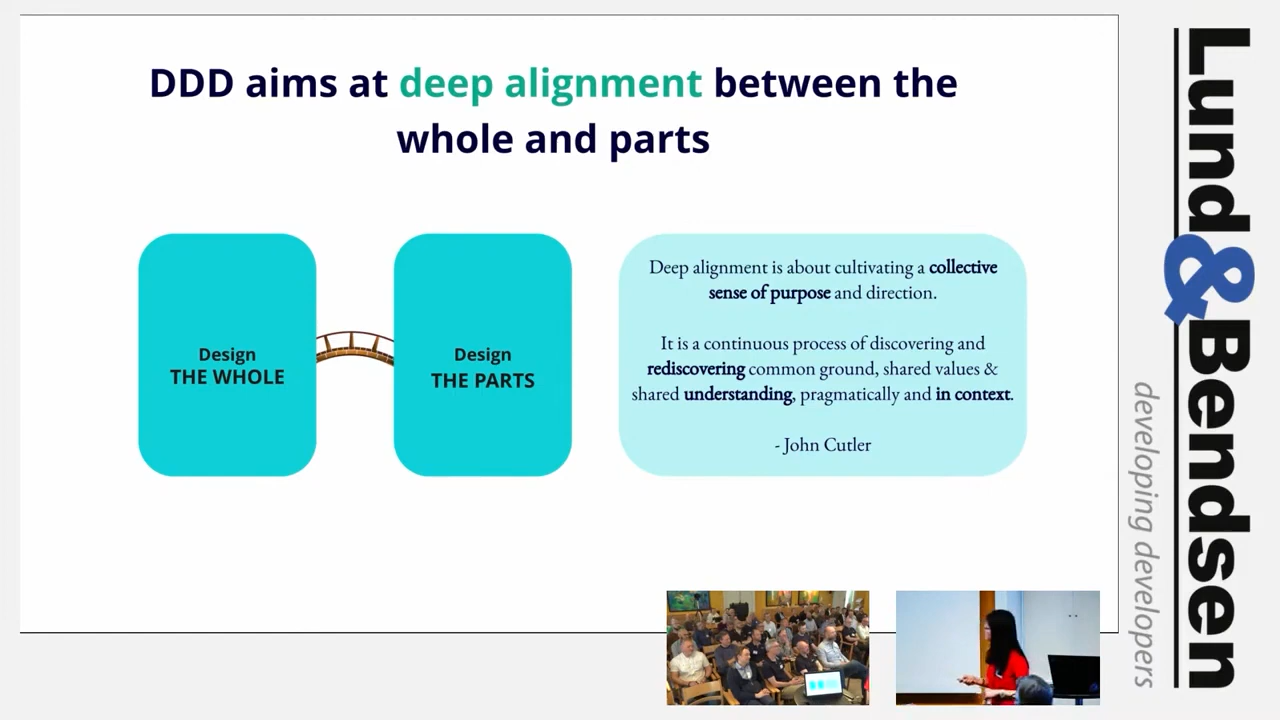 DDD aims at deep alignment between the
whole and parts
Design
THE WHOLE
Design
THE PARTS
Deep alignment is about cultivating a collective
sense of purpose and direction.
It is a continuous process of discovering and
rediscovering common ground, shared values &
shared understanding, pragmatically and in context.
- John Cutler
Lund&Bendsen
developing developers